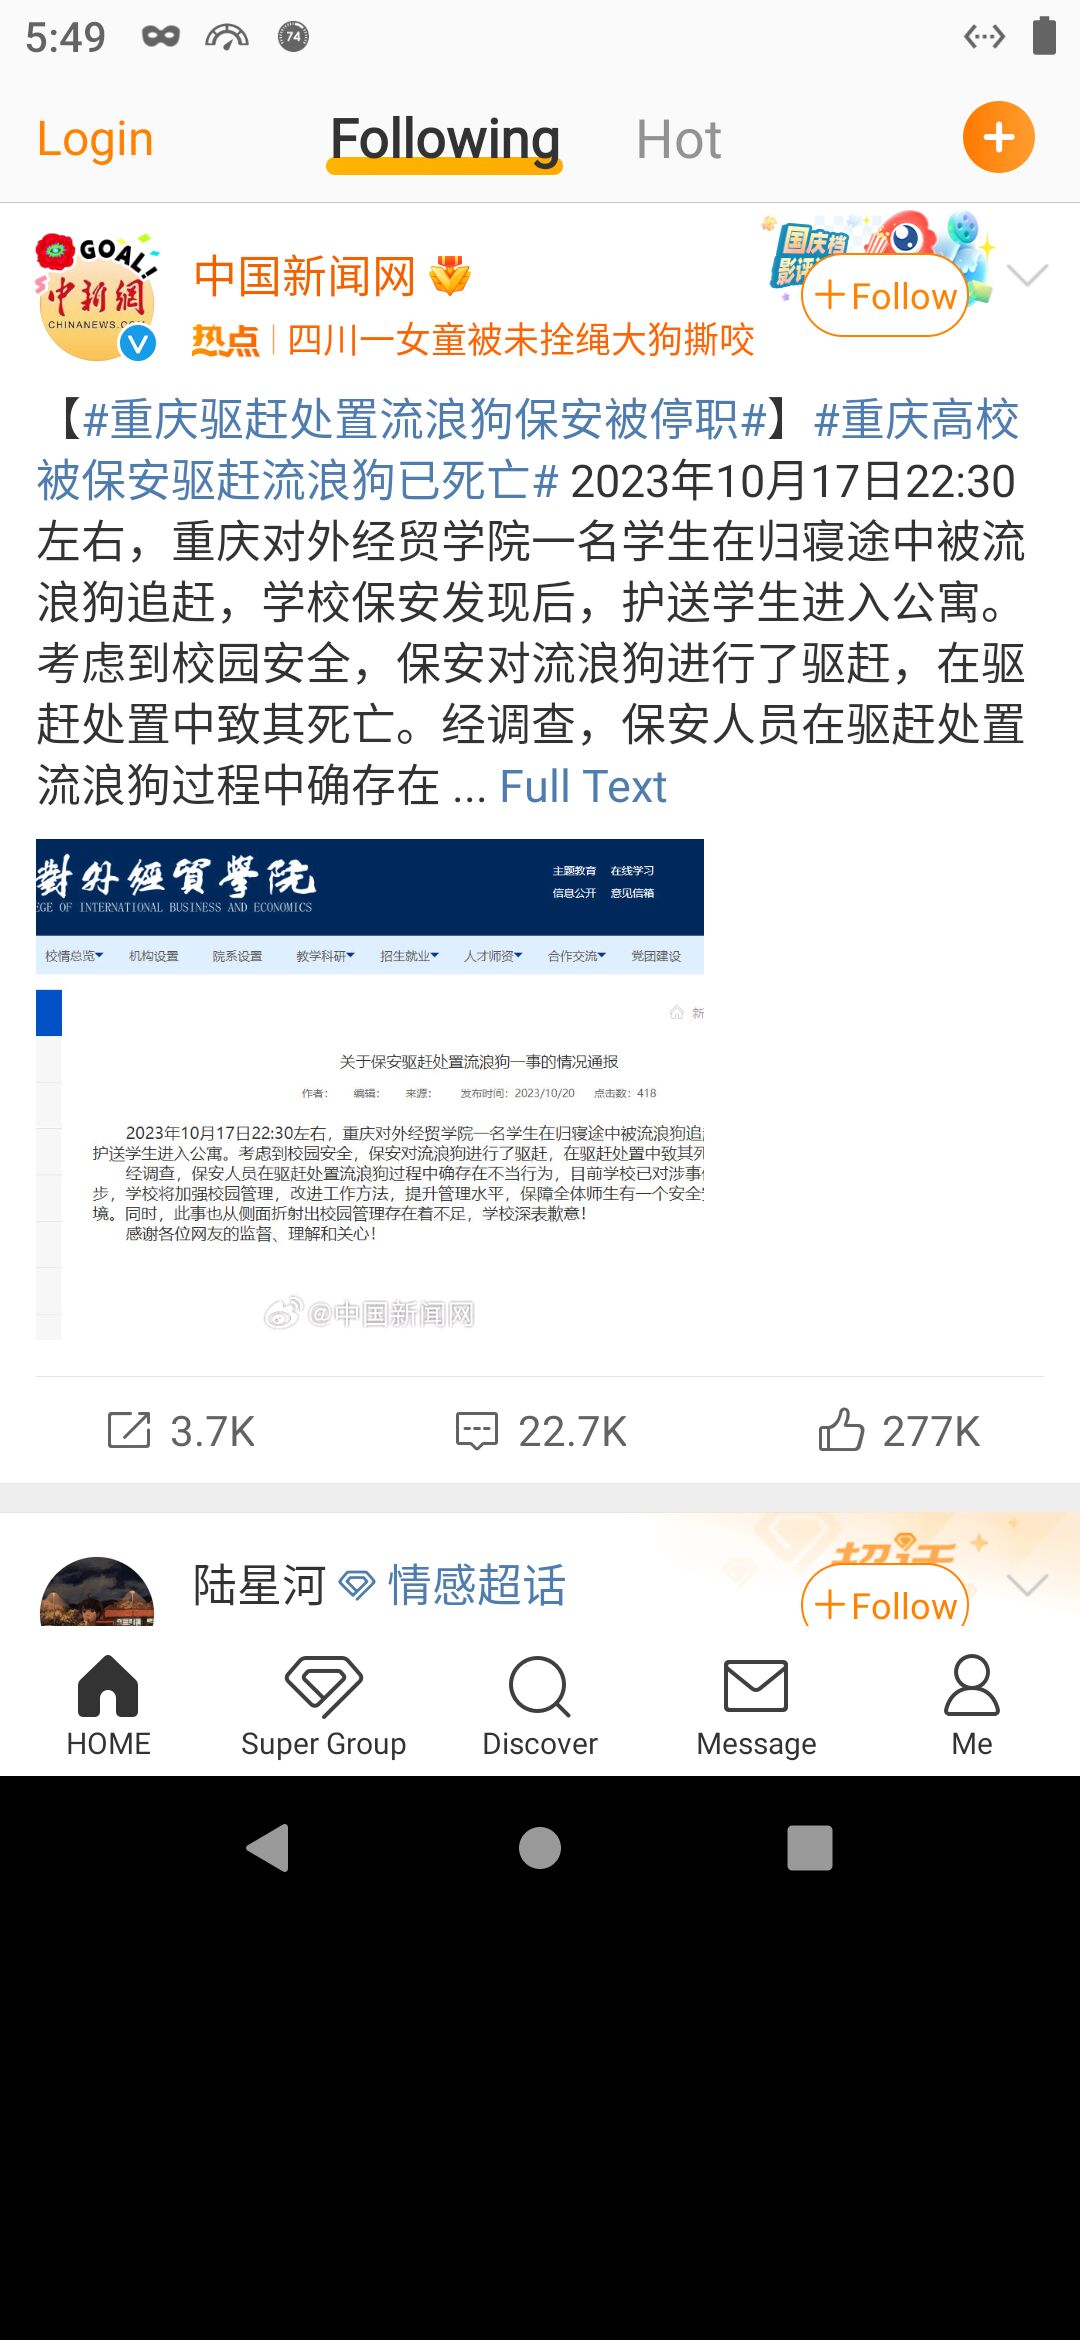 5:49
74
Login
Following
Hot
GOAL!
中新網
CHINANEWS.CO
V
中国新闻网
国庆档
影评
+Follow
热点 | 四川一女童被未拴绳大狗撕咬
【#重庆驱赶处置流浪狗保安被停职#】 #重庆高校
被保安驱赶流浪狗已死亡# 2023年10月17日22:30
左右，重庆对外经贸学院一名学生在归寝途中被流
浪狗追赶，学校保安发现后，护送学生进入公寓。
考虑到校园安全，保安对流浪狗进行了驱赶，在驱
赶处置中致其死亡。经调查，保安人员在驱赶处置
流浪狗过程中确存在 ... Full Text
對外經貿學院
EGE OF INTERNATIONAL BUSINESS AND ECONOMICS
主题教育 在线学习
信息公开 意见信箱
校情总览 机构设置 院系设置 教学科研 招生就业 人才师资 合作交流 党团建设
新
关于保安驱赶处置流浪狗一事的情况通报
作者： 编辑： 来源： 发布时间：2023/10/20 点击数：418
2023年10月17日22:30左右，重庆对外经贸学院一名学生在归寝途中被流浪狗追
护送学生进入公寓。考虑到校园安全，保安对流浪狗进行了驱赶，在驱赶处置中致其死
经调查，保安人员在驱赶处置流浪狗过程中确存在不当行为，目前学校已对涉事
步，学校将加强校园管理，改进工作方法，提升管理水平，保障全体师生有一个安全
境。同时，此事也从侧面折射出校园管理存在着不足，学校深表歉意！
感谢各位网友的监督、理解和关心！
@中国新闻网
3.7K
22.7K
277K
陆星河 情感超话
超话
+Follow
HOME
Super Group
Discover
Message
Me